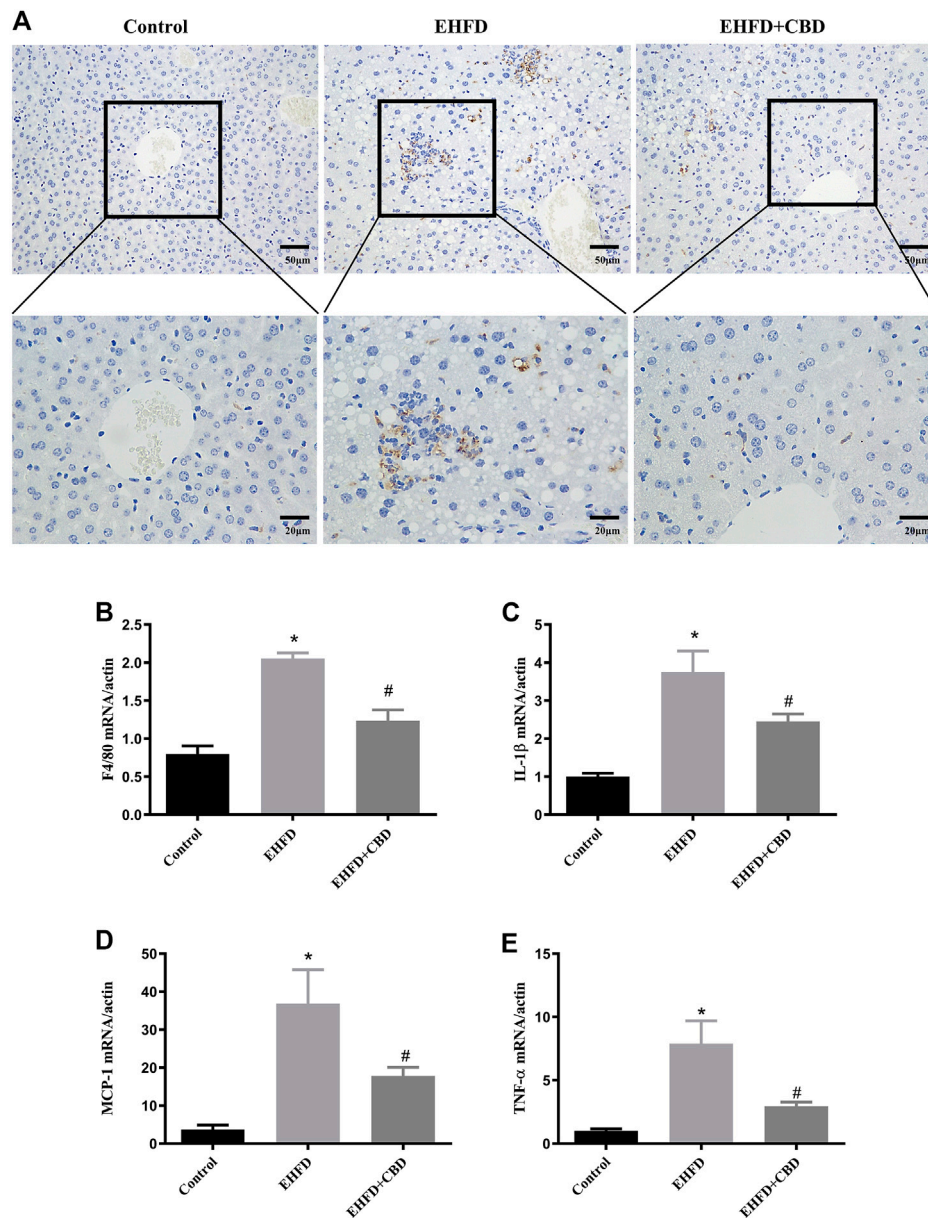 A
Control
EHFD
EHFD+CBD
50μm
50μm
50μm
20μm
20μm
20μm
B
F4/80 mRNA/actin
2.5
2.0
1.5
1.0
0.5
0.0
*
#
Control
EHFD
EHFD+CBD
C
IL-1β mRNA/actin
5
4
3
2
1
0
*
#
Control
EHFD
EHFD+CBD
D
MCP-1 mRNA/actin
50
40
30
20
10
0
*
#
Control
EHFD
EHFD+CBD
E
TNF-α mRNA/actin
15
10
5
0
*
#
Control
EHFD
EHFD+CBD